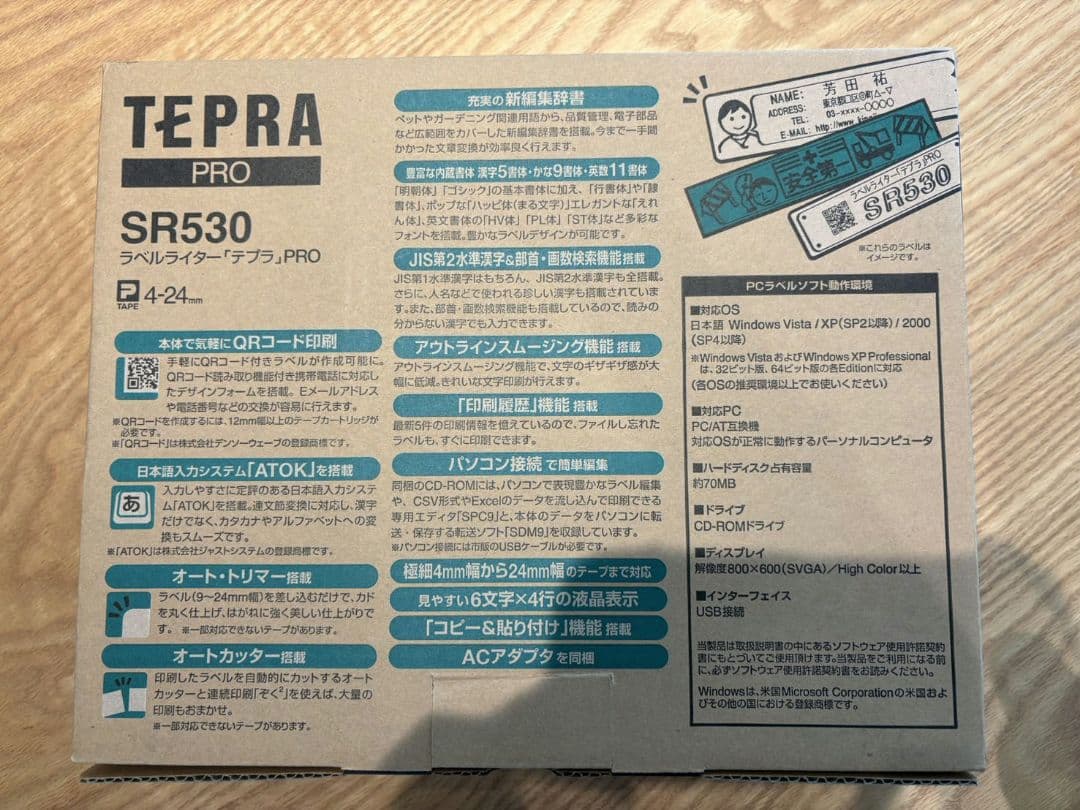 TEPRA
PRO
SR530
ラベルライター「テプラ」PRO
P
TAPE
4-24mm
本体で気軽にQRコード印刷
手軽にQRコード付きラベルが作成可能に。
QRコード読み取り機能付き携帯電話に対応し
たデザインフォームを搭載。Eメールアドレス
や電話番号などの交換が容易に行えます。
※QRコードを作成するには、12mm幅以上のテープカートリッジが
必要です。
※「QRコード」は株式会社デンソーウェーブの登録商標です。
日本語入力システム「ATOK」を搭載
あ
入力しやすさに定評のある日本語入力システ
ム「ATOK」を搭載。連文節変換に対応し、漢字
だけでなく、カタカナやアルファベットへの変
換もスムーズです。
※「ATOK」は株式会社ジャストシステムの登録商標です。
オート・トリマー搭載
ラベル(9〜24mm幅)を差し込むだけで、カド
を丸く仕上げ、はがれに強く美しい仕上がりで
す。 ※一部対応できないテープがあります。
オートカッター搭載
印刷したラベルを自動的にカットするオート
カッターと連続印刷「ぞく²」を使えば、大量の
印刷もおまかせ。
※一部対応できないテープがあります。
充実の新編集辞書
ペットやガーデニング関連用語から、品質管理、電子部品
など広範囲をカバーした新編集辞書を搭載。今まで一手間
かかった文章変換が効率良く行えます。
豊富な内蔵書体 漢字5書体・かな9書体・英数11書体
「明朝体」「ゴシック」の基本書体に加え、「行書体」や「隷
書体」、ポップな「ハッピ体(まる文字)」エレガントな「えれ
ん体」、英文書体の「HV体」「PL体」「ST体」など多彩な
フォントを搭載。豊かなラベルデザインが可能です。
JIS第2水準漢字&部首・画数検索機能搭載
JIS第1水準漢字はもちろん、JIS第2水準漢字も全搭載。
さらに、人名などで使われる珍しい漢字も搭載されていま
す。また、部首・画数検索機能も搭載しているので、読みの
分からない漢字でも入力できます。
アウトラインスムージング機能 搭載
アウトラインスムージング機能で、文字のギザギザ感が大
幅に低減。きれいな文字印刷が行えます。
「印刷履歴」機能 搭載
最新5件の印刷情報を憶えているので、ファイルし忘れた
ラベルも、すぐに印刷できます。
パソコン接続 で簡単編集
同梱のCD-ROMには、パソコンで表現豊かなラベル編集
や、CSV形式やExcelのデータを流し込んで印刷できる
専用エディタ「SPC9」と、本体のデータをパソコンに転
送・保存する転送ソフト「SDM9」を収録しています。
※パソコン接続には市販のUSBケーブルが必要です。
極細4mm幅から24mm幅のテープまで対応
見やすい6文字×4行の液晶表示
「コピー&貼り付け」機能 搭載
ACアダプタを同梱
NAME: 芳田 祐
ADDRESS: 東京都□区◎町△-▽
TEL: 03-xxxx-○○○○
E-MAIL: http://www.kingji
安全第一
ラベルライター「テプラ」PRO
SR530
※これらのラベルは
イメージです。
PCラベルソフト動作環境
■対応OS
日本語 Windows Vista/XP(SP2以降)/2000
(SP4以降)
※Windows VistaおよびWindows XP Professional
は、32ビット版、64ビット版の各Editionに対応
(各OSの推奨環境以上でお使いください)
■対応PC
PC/AT互換機
対応OSが正常に動作するパーソナルコンピュータ
■ハードディスク占有容量
約70MB
■ドライブ
CD-ROMドライブ
■ディスプレイ
解像度800×600(SVGA)/High Color以上
■インターフェイス
USB接続
当製品は取扱説明書の中にあるソフトウェア使用許諾契約
書にもとづいてご使用頂けます。当製品をご利用になる前
に、必ずソフトウェア使用許諾契約書をお読みください。
Windowsは、米国Microsoft Corporationの米国およ
びその他の国における登録商標です。